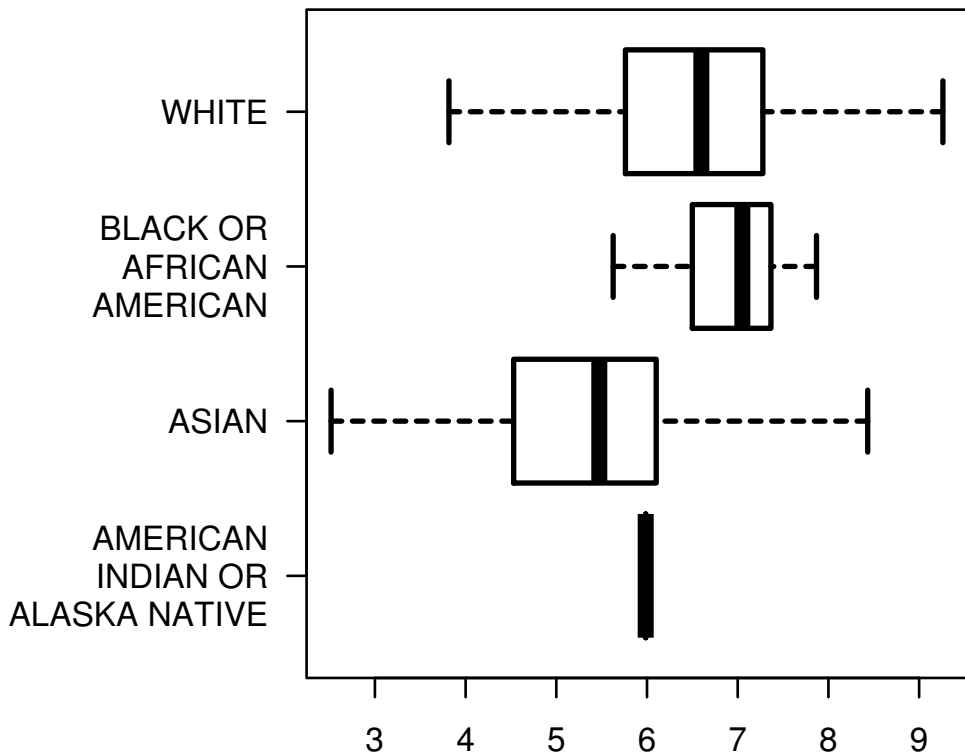 WHITE
BLACK OR
AFRICAN
AMERICAN
ASIAN
AMERICAN
INDIAN OR
ALASKA NATIVE
3 4 5 6 7 8 9